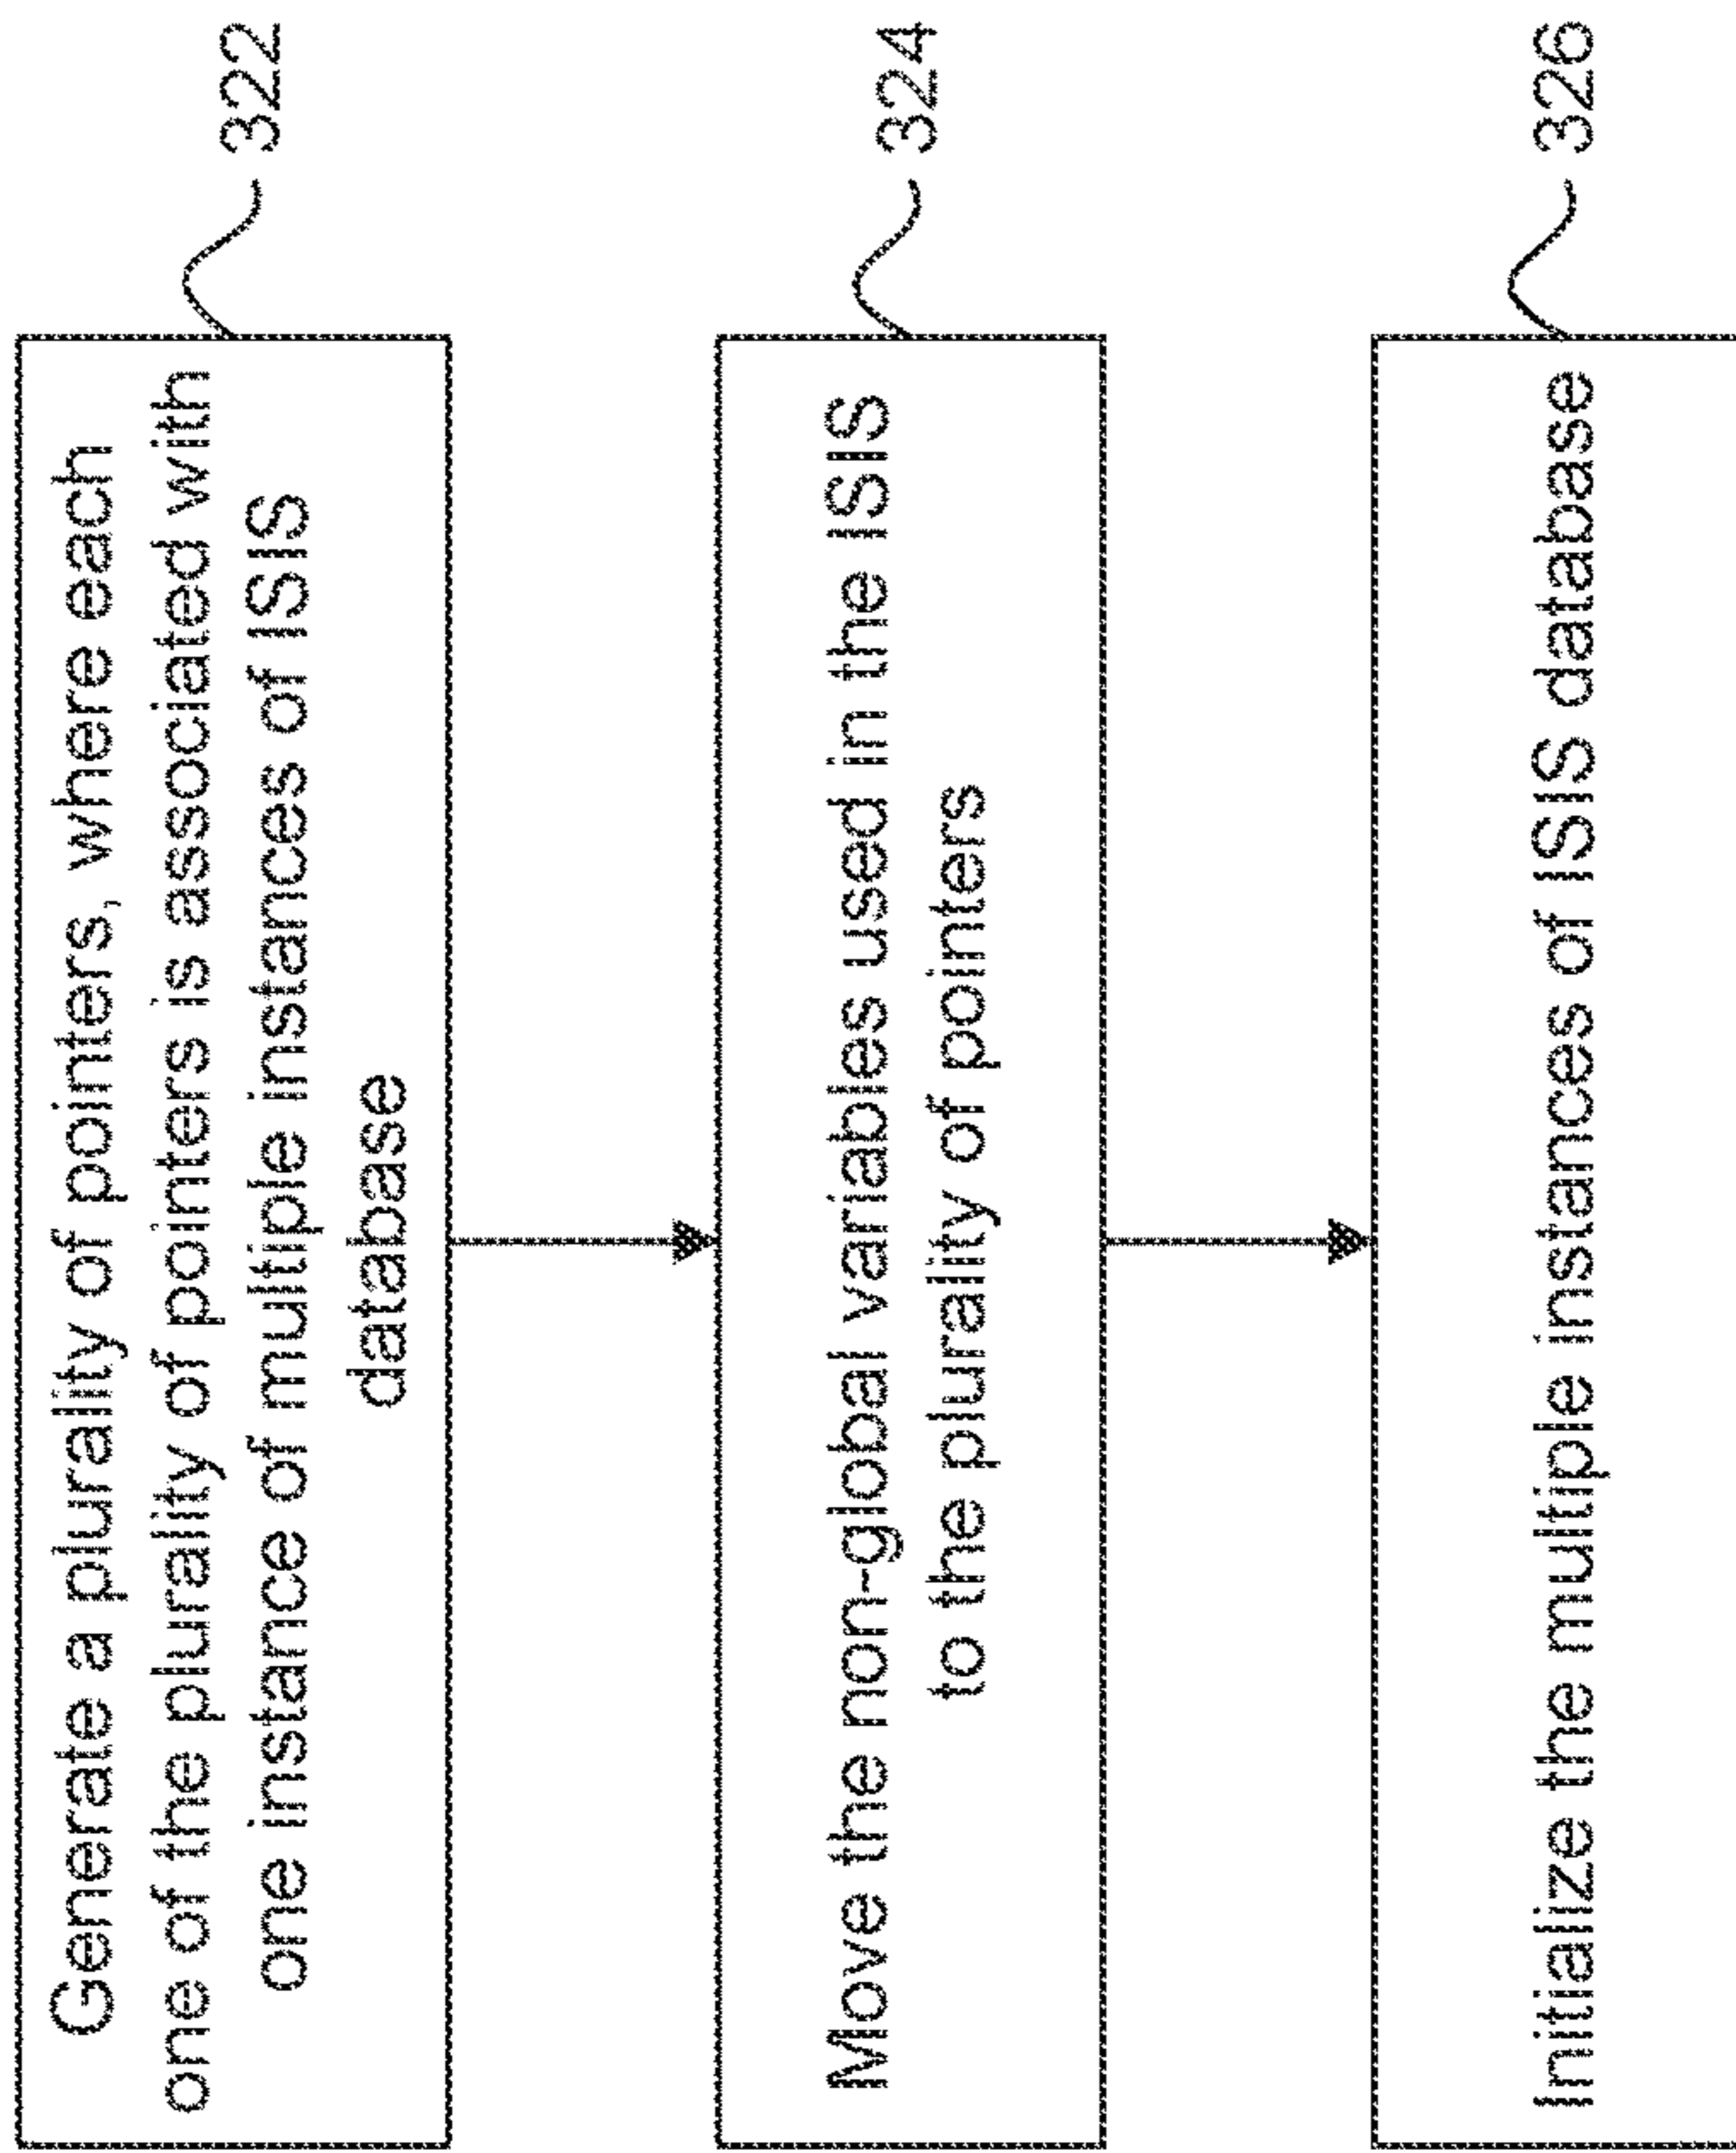 Generate a plurality of pointers, where each
one of the plurality of pointers is associated with
one instance of multiple instances of ISIS
database
322
Move the non-global variables used in the ISIS
to the plurality of pointers
324
Initialize the multiple instances of ISIS database
326